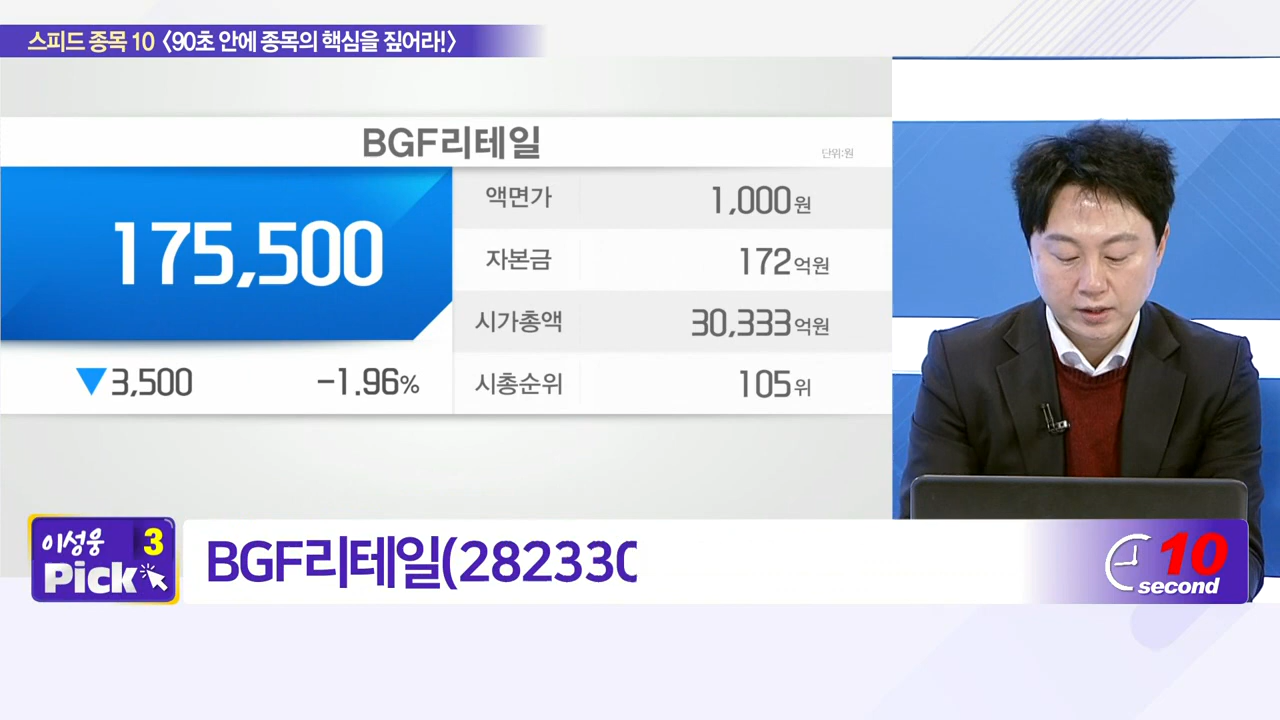 스피드 종목 10 <90초 안에 종목의 핵심을 짚어라!>
BGF리테일
단위:원
175,500
▼3,500 -1.96%
액면가 1,000원
자본금 172억원
시가총액 30,333억원
시총순위 105위
이성웅 3
Pick
BGF리테일(282330
10
second